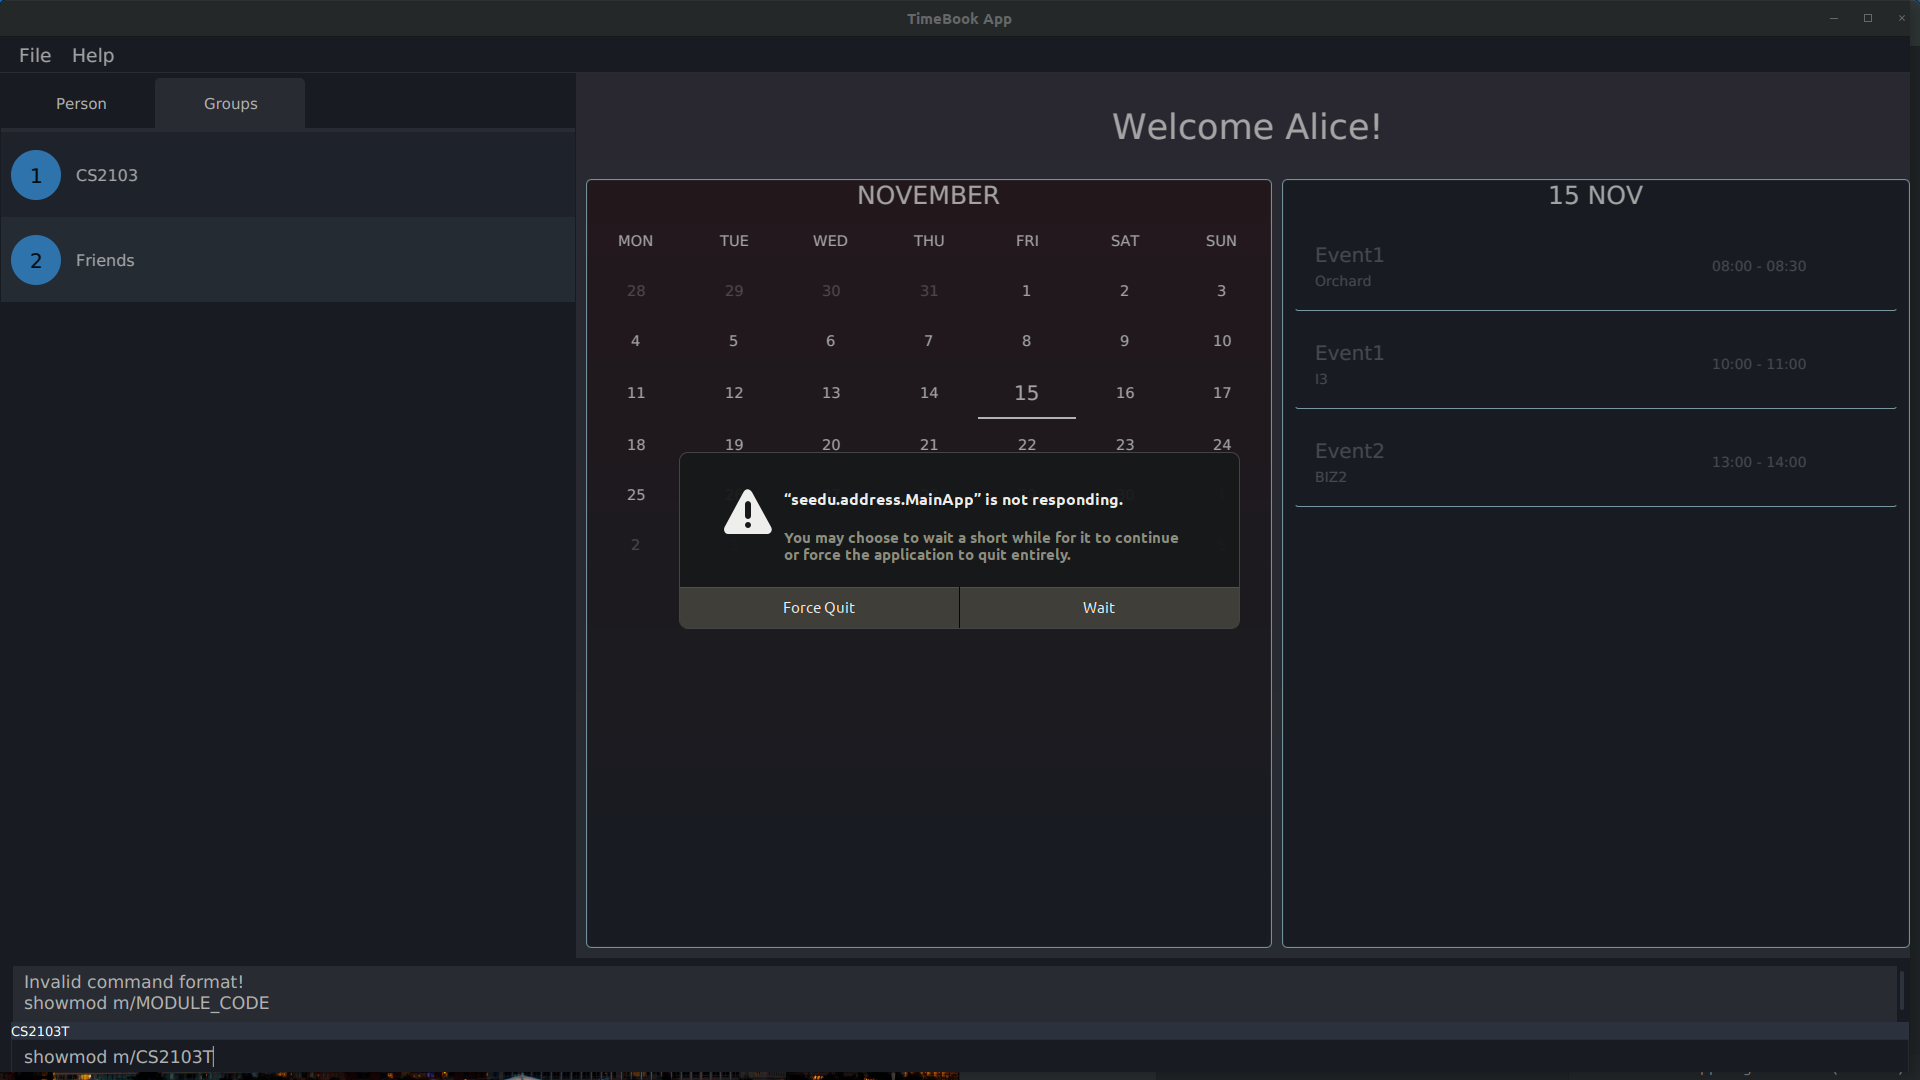 TimeBook App
File Help
Person Groups
1 CS2103
2 Friends
Welcome Alice!
NOVEMBER
MON TUE WED THU FRI SAT SUN
28 29 30 31 1 2 3
4 5 6 7 8 9 10
11 12 13 14 15 16 17
18 19 20 21 22 23 24
25
2
15 NOV
Event1
Orchard
08:00 - 08:30
Event1
I3
10:00 - 11:00
Event2
BIZ2
13:00 - 14:00
“seedu.address.MainApp” is not responding.
You may choose to wait a short while for it to continue
or force the application to quit entirely.
Force Quit Wait
Invalid command format!
showmod m/MODULE_CODE
CS2103T
showmod m/CS2103T